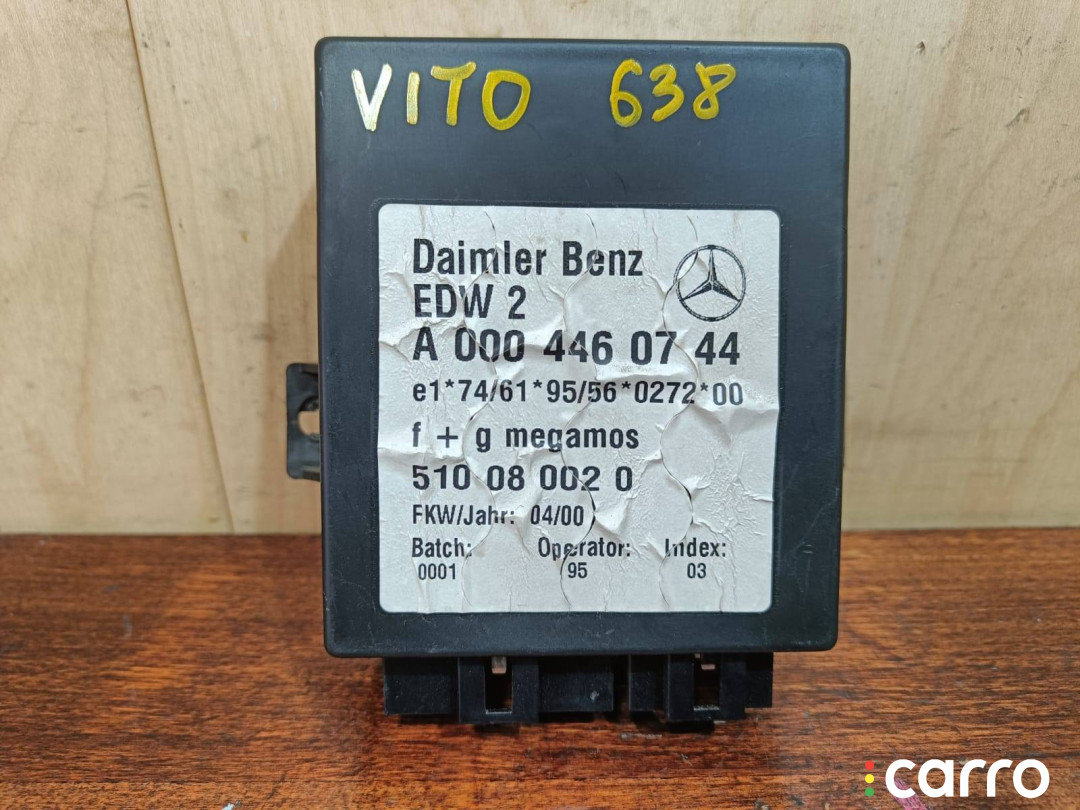 VITO 638
Daimler Benz
EDW 2
A 000 446 07 44
e1*74/61*95/56*0272*00
f + g megamos
510 08 002 0
FKW/Jahr: 04/00
Batch: Operator: Index:
0001 95 03
carro